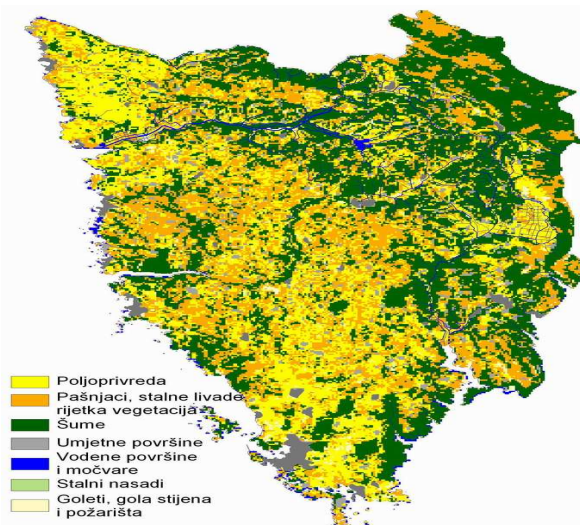 Poljoprivreda
Pašnjaci, stalne livade
rijetka vegetacija
Šume
Umjetne površine
Vodene površine
i močvare
Stalni nasadi
Goleti, gola stijena
i požarišta